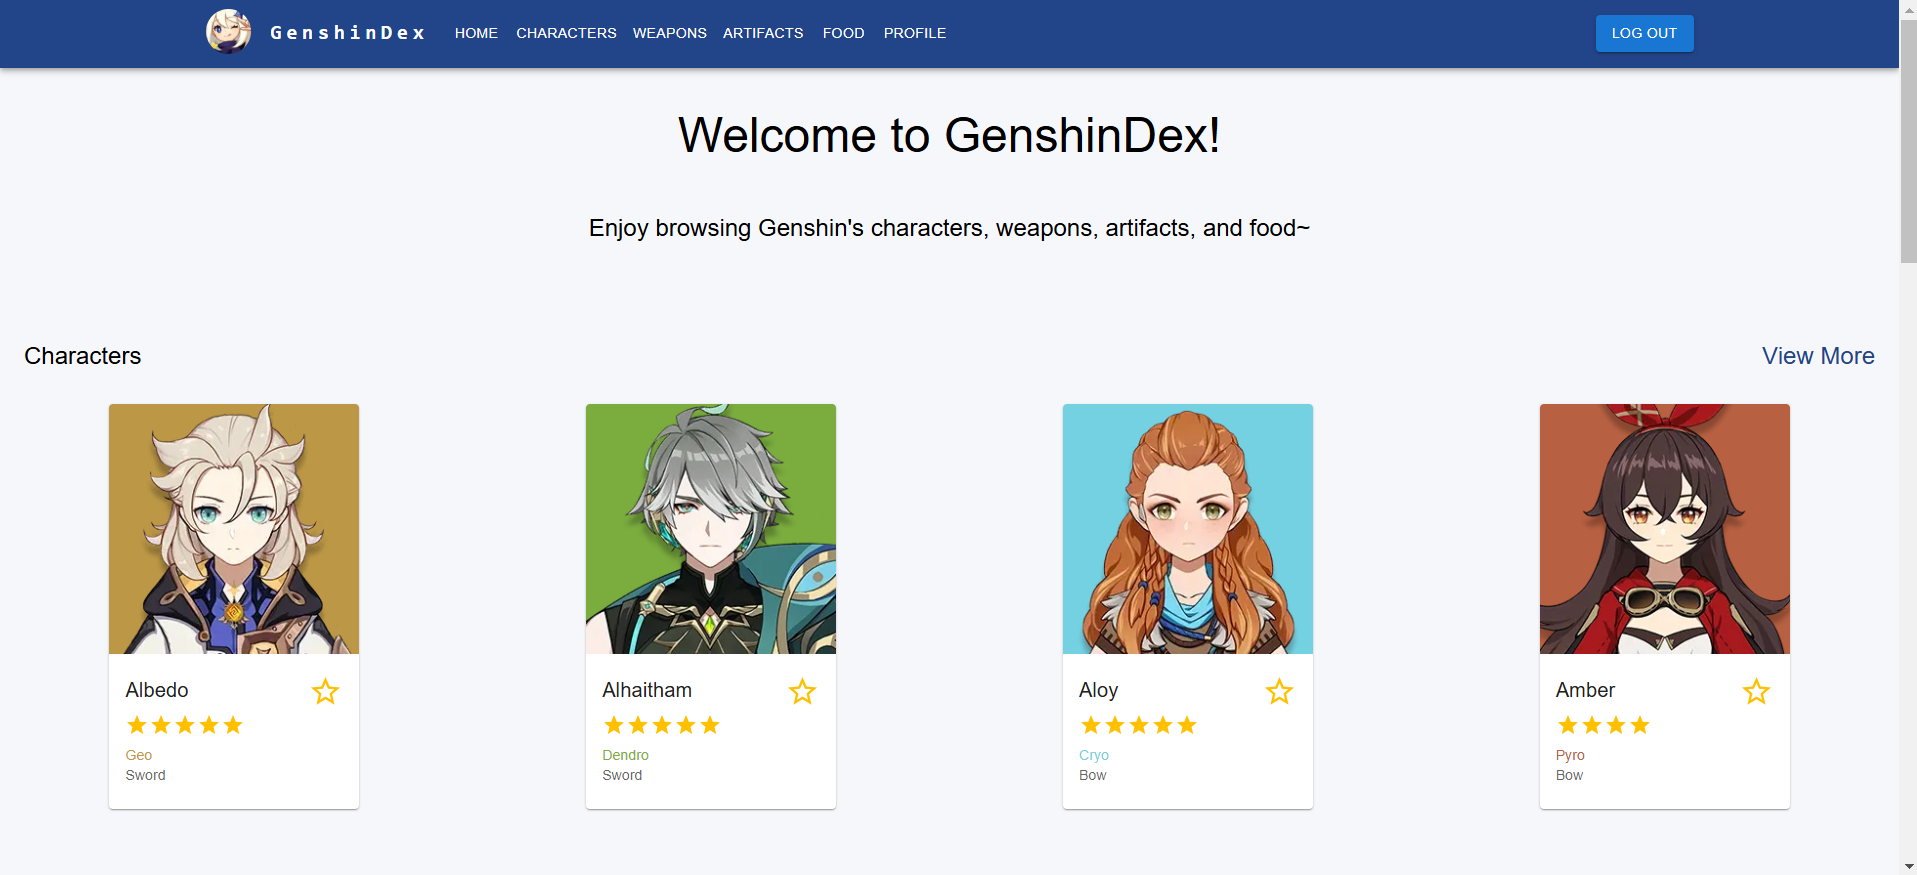 GenshinDex HOME CHARACTERS WEAPONS ARTIFACTS FOOD PROFILE LOG OUT
Welcome to GenshinDex!
Enjoy browsing Genshin's characters, weapons, artifacts, and food~
Characters View More
Albedo
Geo
Sword
Alhaitham
Dendro
Sword
Aloy
Cryo
Bow
Amber
Pyro
Bow